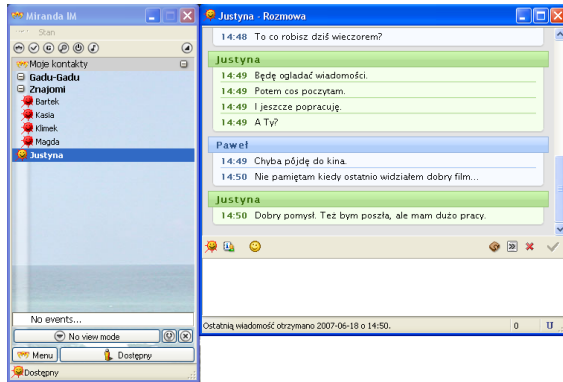 Miranda IM
Stan
Moje kontakty
Gadu-Gadu
Znajomi
Bartek
Kasia
Klimek
Magda
Justyna
No events...
No view mode
Menu
Dostępny
Dostępny
Justyna - Rozmowa
14:48 To co robisz dziś wieczorem?
Justyna
14:49 Będę ogladać wiadomości.
14:49 Potem cos poczytam.
14:49 I jeszcze popracuję.
14:49 A Ty?
Paweł
14:49 Chyba pójdę do kina.
14:50 Nie pamiętam kiedy ostatnio widziałem dobry film...
Justyna
14:50 Dobry pomysł. Też bym poszła, ale mam dużo pracy.
Ostatnią wiadomość otrzymano 2007-06-18 o 14:50.
0
U